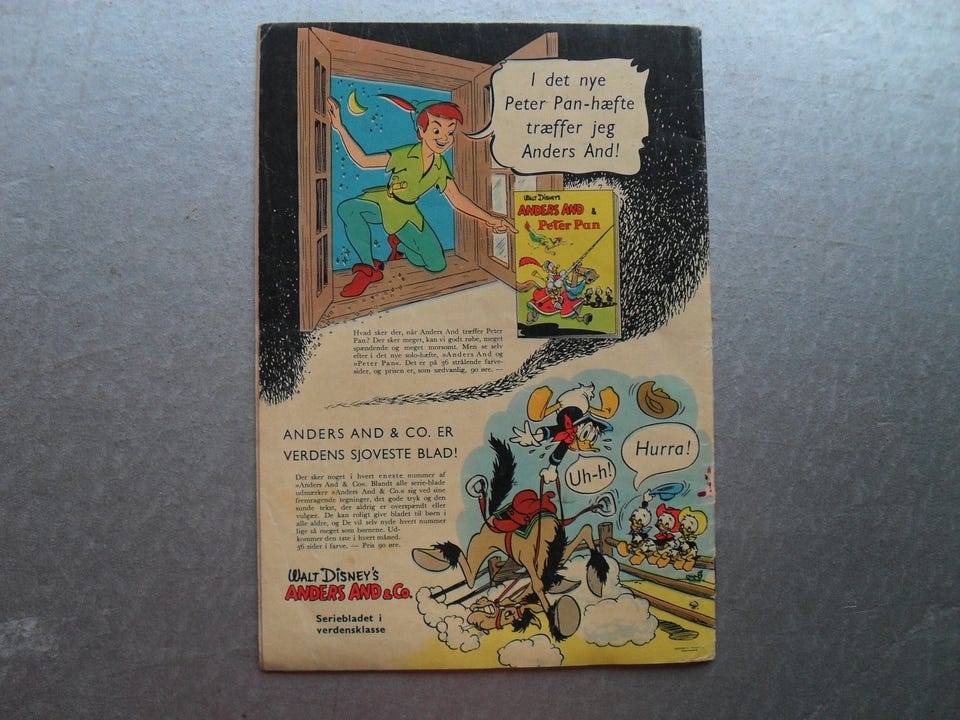 I det nye
Peter Pan-hæfte
træffer jeg
Anders And!
WALT DISNEY'S
ANDERS AND &
Peter Pan
Hvad sker der, når Anders And træffer Peter
Pan? Der sker meget, kan vi godt røbe, meget
spændende og meget morsomt. Men se selv
efter i det nye solo-hæfte, »Anders And og
»Peter Pan«. Det er på 36 strålende farve-
sider, og prisen er, som sædvanlig, 90 øre. —
ANDERS AND & CO. ER
VERDENS SJOVESTE BLAD!
Der sker noget i hvert eneste nummer af
»Anders And & Co«. Blandt alle serie-blade
udmærker »Anders And & Co.« sig ved sine
fremragende tegninger, det gode tryk og den
sunde tekst, der aldrig er overspændt eller
vulgær. De kan roligt give bladet til børn i
alle aldre, og De vil selv nyde hvert nummer
lige så meget som børnene. Ud-
kommer den 1ste i hvert måned.
36 sider i farve. — Pris 90 øre.
WALT DISNEY'S
ANDERS AND & Co.
Seriebladet i
verdensklasse
Uh-h!
Hurra!